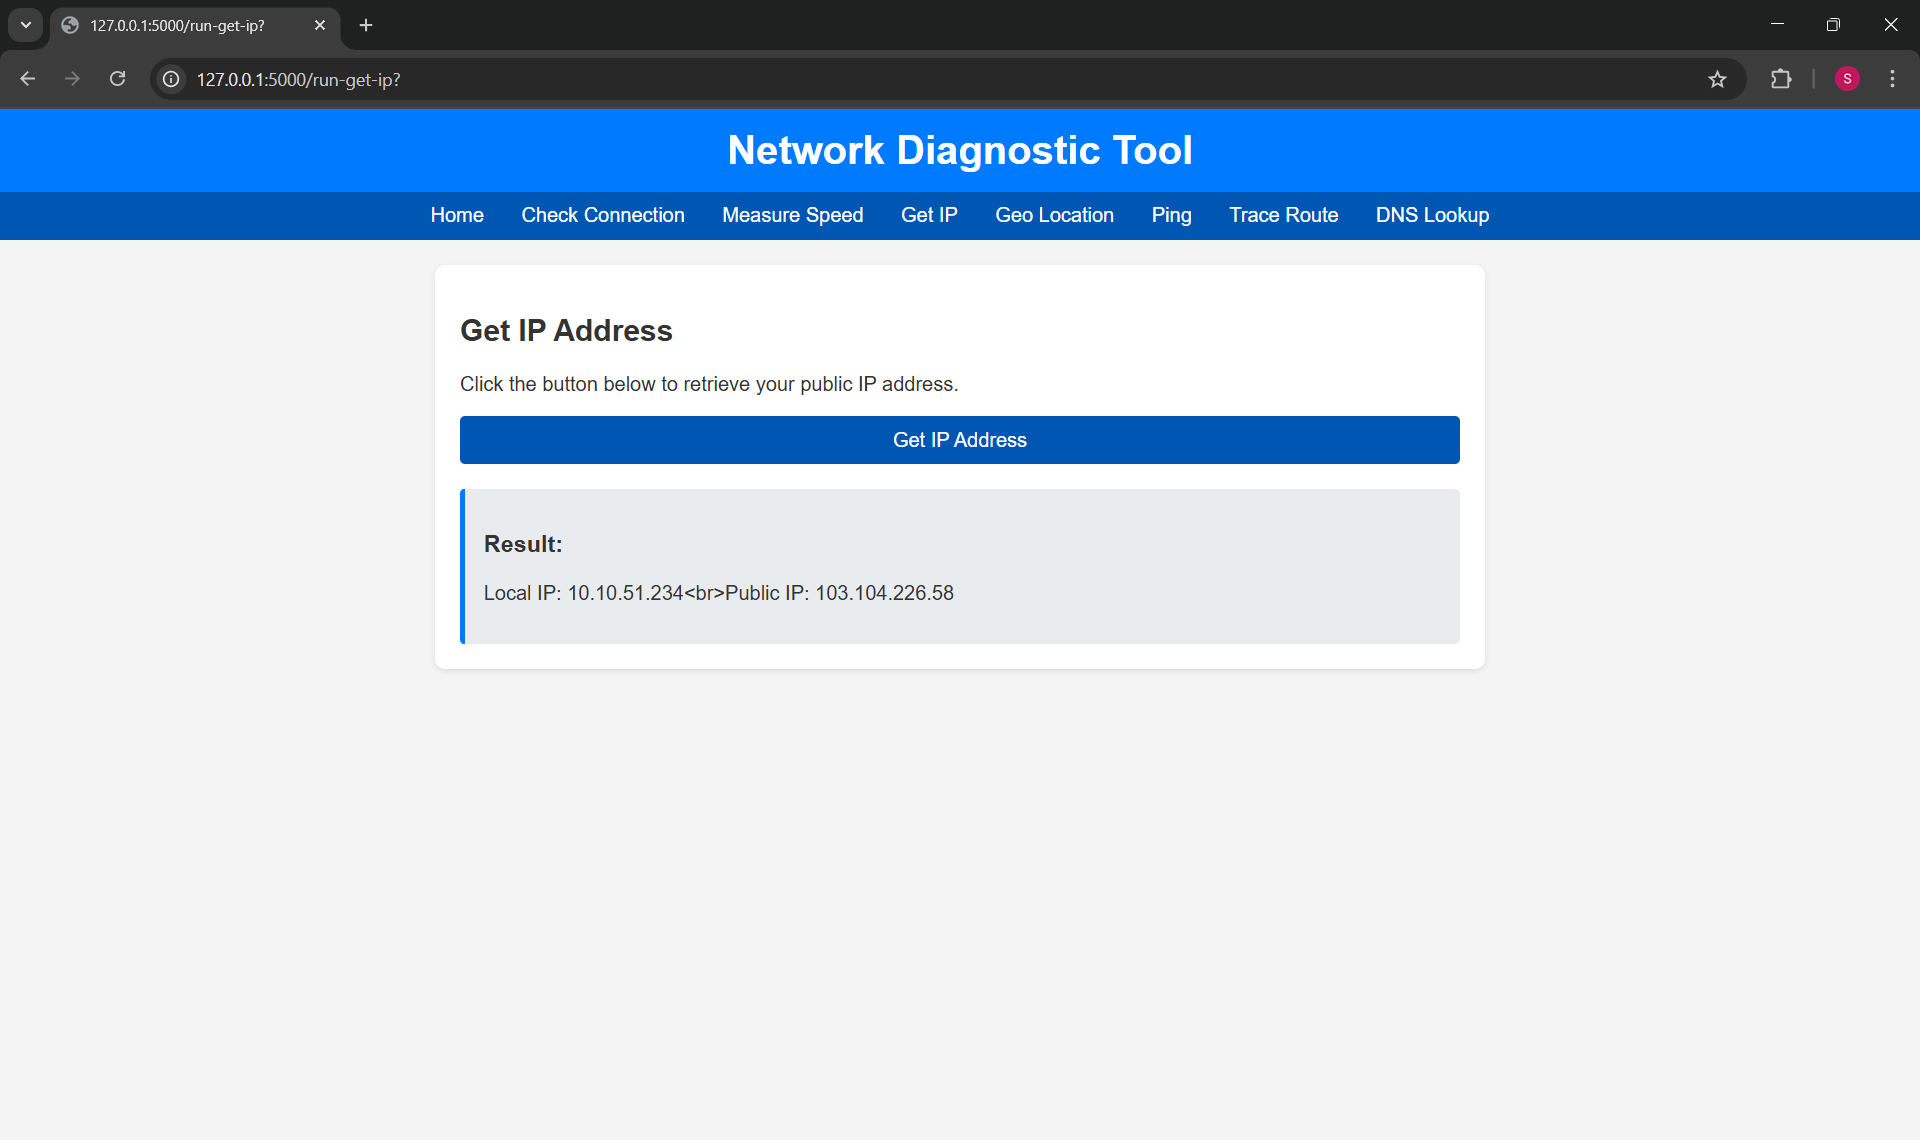 127.0.0.1:5000/run-get-ip?
127.0.0.1:5000/run-get-ip?
S
Network Diagnostic Tool
Home Check Connection Measure Speed Get IP Geo Location Ping Trace Route DNS Lookup
Get IP Address
Click the button below to retrieve your public IP address.
Get IP Address
Result:
Local IP: 10.10.51.234<br>Public IP: 103.104.226.58